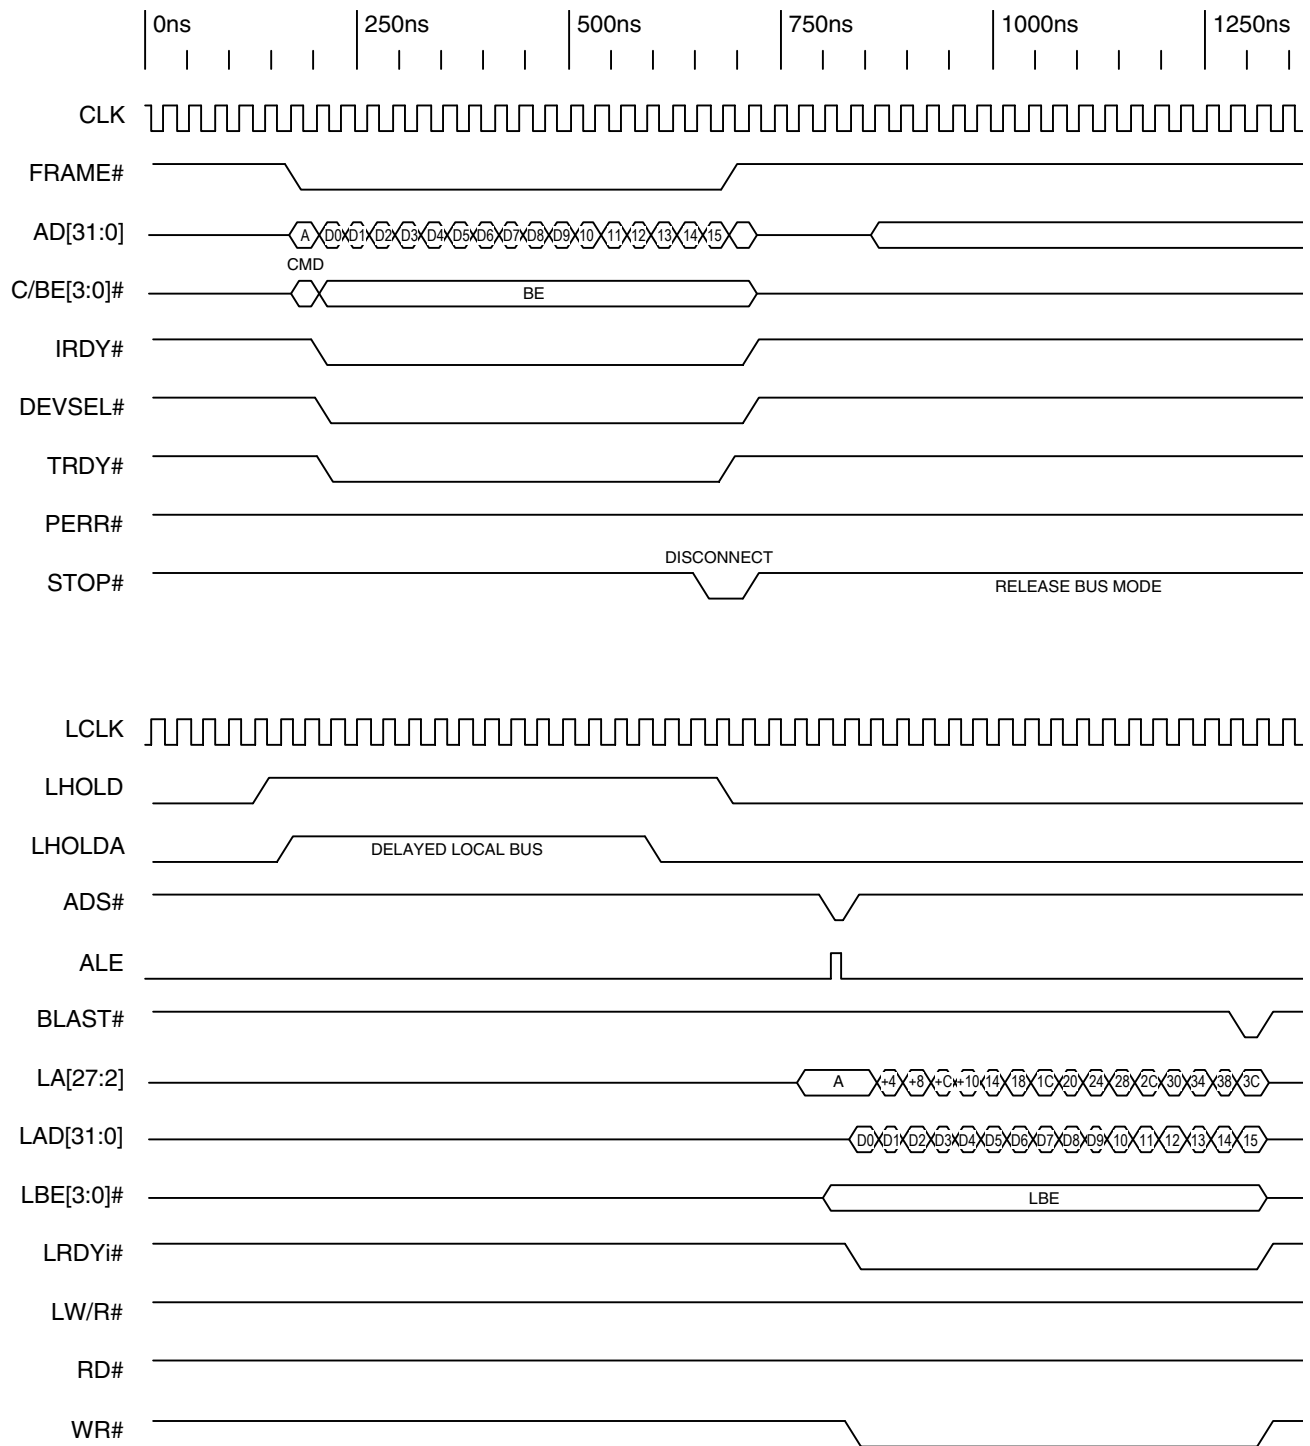 0ns 250ns 500ns 750ns 1000ns 1250ns
CLK
FRAME#
AD[31:0] A D0 D1 D2 D3 D4 D5 D6 D7 D8 D9 10 11 12 13 14 15
CMD
C/BE[3:0]# BE
IRDY#
DEVSEL#
TRDY#
PERR#
DISCONNECT
STOP# RELEASE BUS MODE
LCLK
LHOLD
LHOLDA DELAYED LOCAL BUS
ADS#
ALE
BLAST#
LA[27:2] A +4 +8 +C +10 14 18 1C 20 24 28 2C 30 34 38 3C
LAD[31:0] D0 D1 D2 D3 D4 D5 D6 D7 D8 D9 10 11 12 13 14 15
LBE[3:0]# LBE
LRDYi#
LW/R#
RD#
WR#